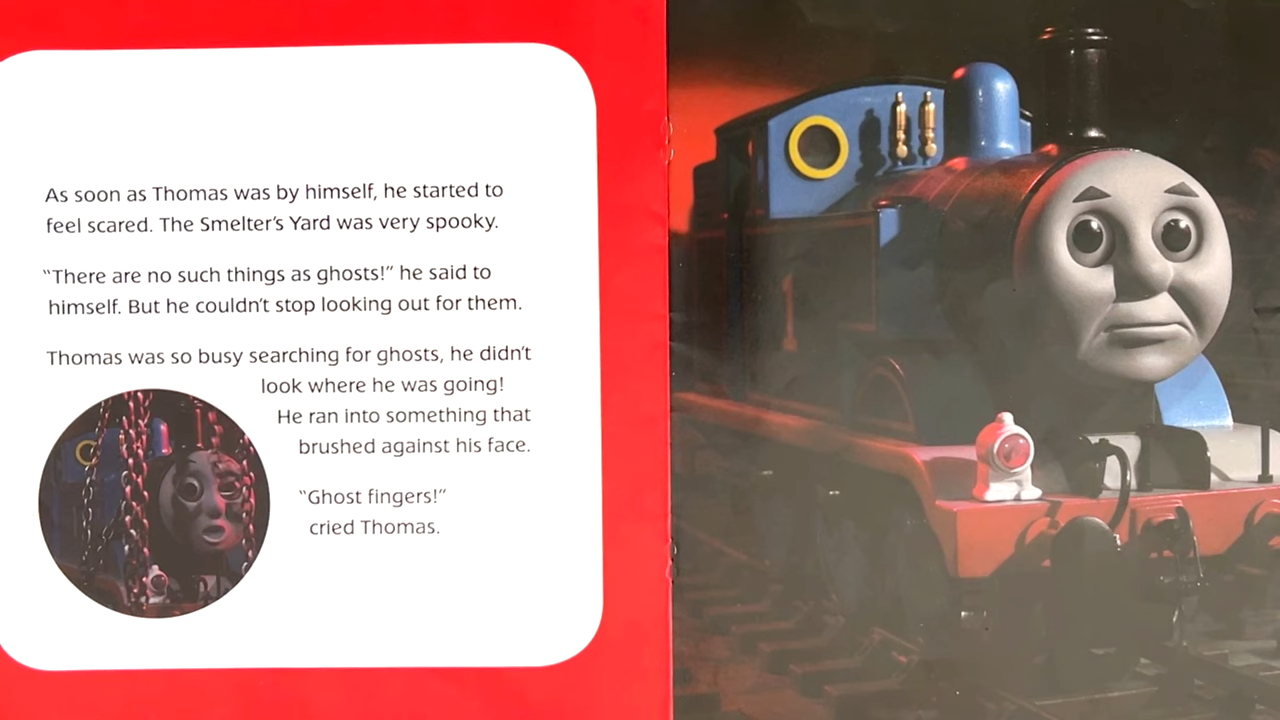 As soon as Thomas was by himself, he started to
feel scared. The Smelter's Yard was very spooky.
“There are no such things as ghosts!” he said to
himself. But he couldn't stop looking out for them.
Thomas was so busy searching for ghosts, he didn't
look where he was going!
He ran into something that
brushed against his face.
“Ghost fingers!”
cried Thomas.
1